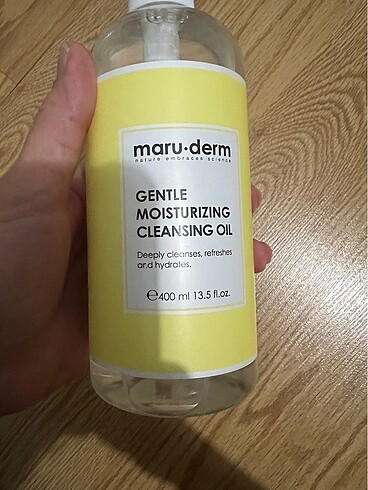 maru·derm
nature embraces science
GENTLE
MOISTURIZING
CLEANSING OIL
Deeply cleanses, refreshes
and hydrates.
℮400 ml 13.5 fl.oz.